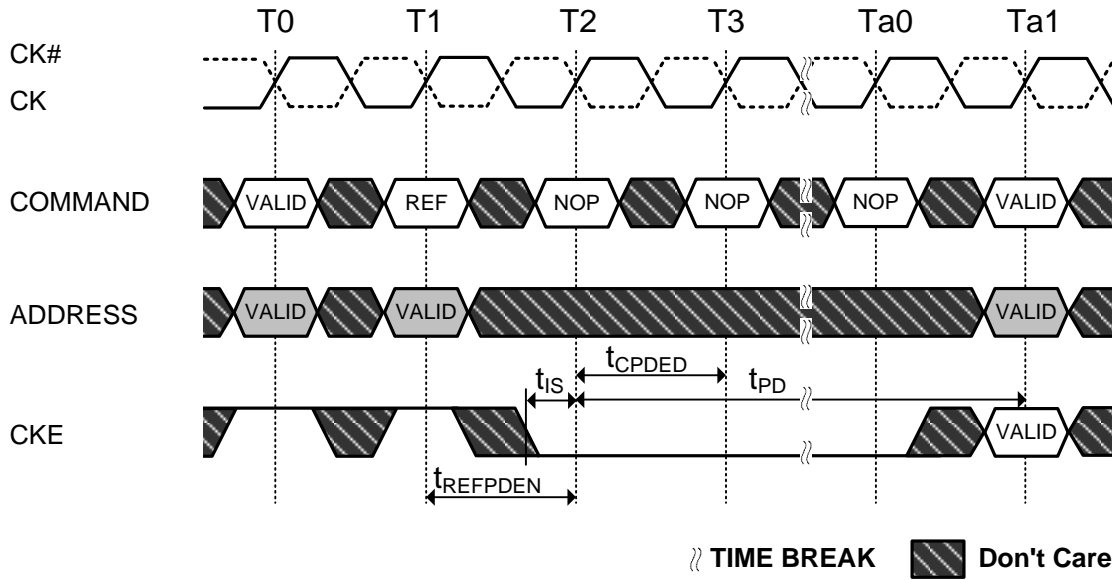 T0 T1 T2 T3 Ta0 Ta1
CK#
CK
COMMAND VALID REF NOP NOP NOP VALID
ADDRESS VALID VALID VALID
tCPDED
tIS tPD
CKE VALID
tREFPDEN
TIME BREAK Don't Care